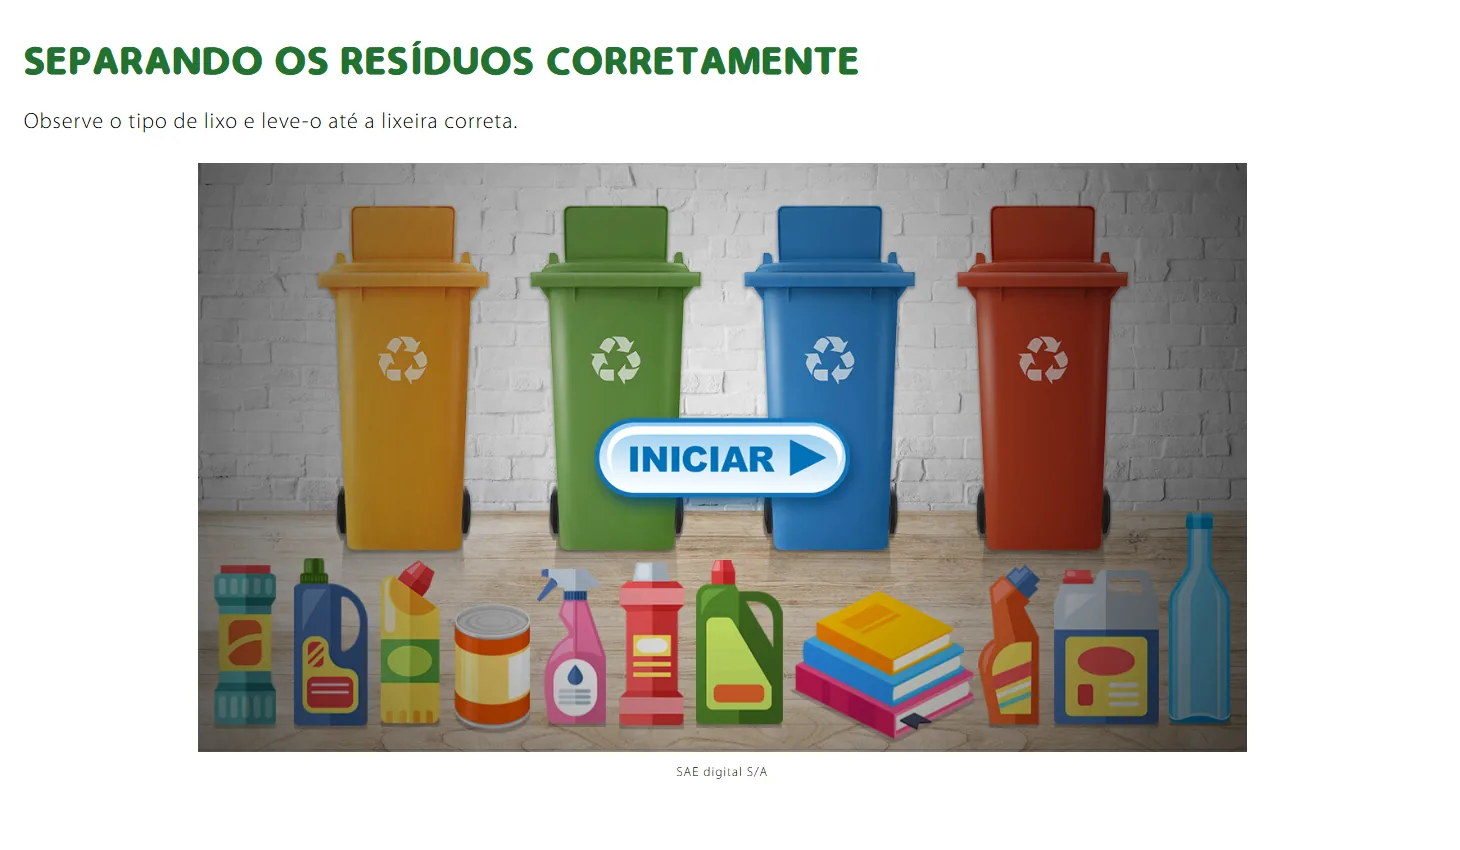 SEPARANDO OS RESÍDUOS CORRETAMENTE
Observe o tipo de lixo e leve-o até a lixeira correta.
INICIAR
SAE digital S/A